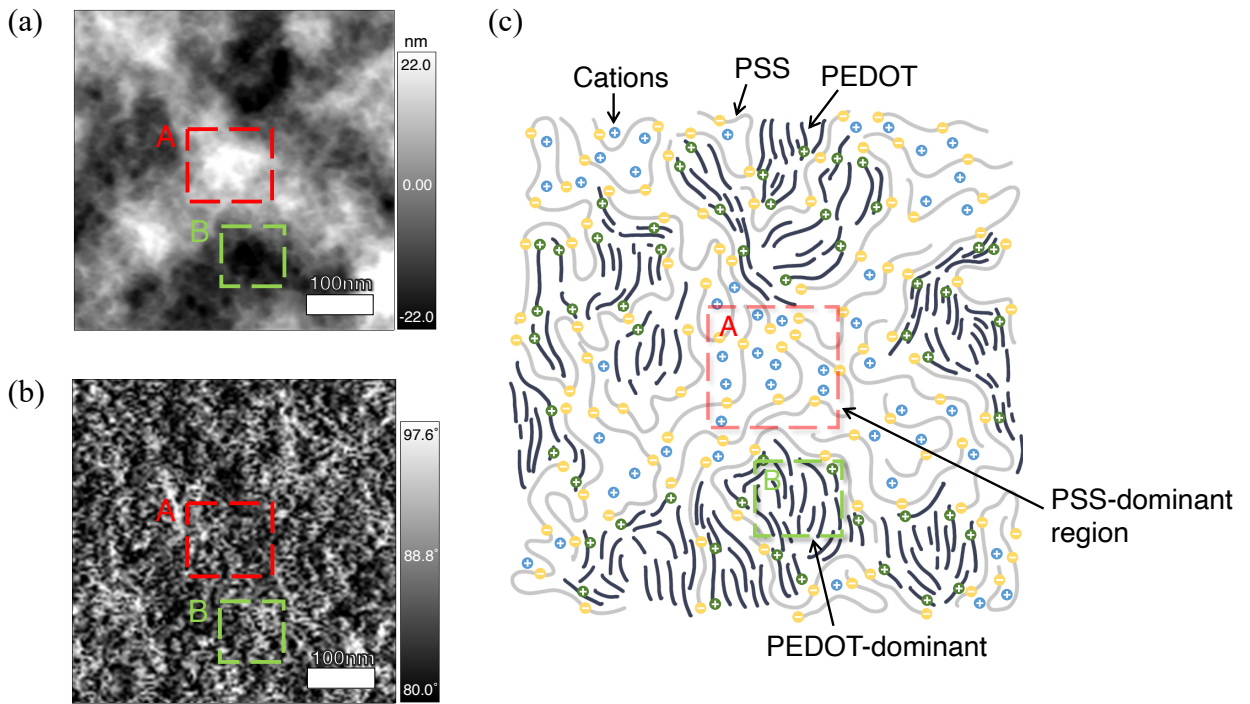 (a)
nm
22.0
0.00
-22.0
A
B
100nm
(b)
97.6°
88.8°
80.0°
A
B
100nm
(c)
Cations
PSS
PEDOT
A
B
PSS-dominant
region
PEDOT-dominant